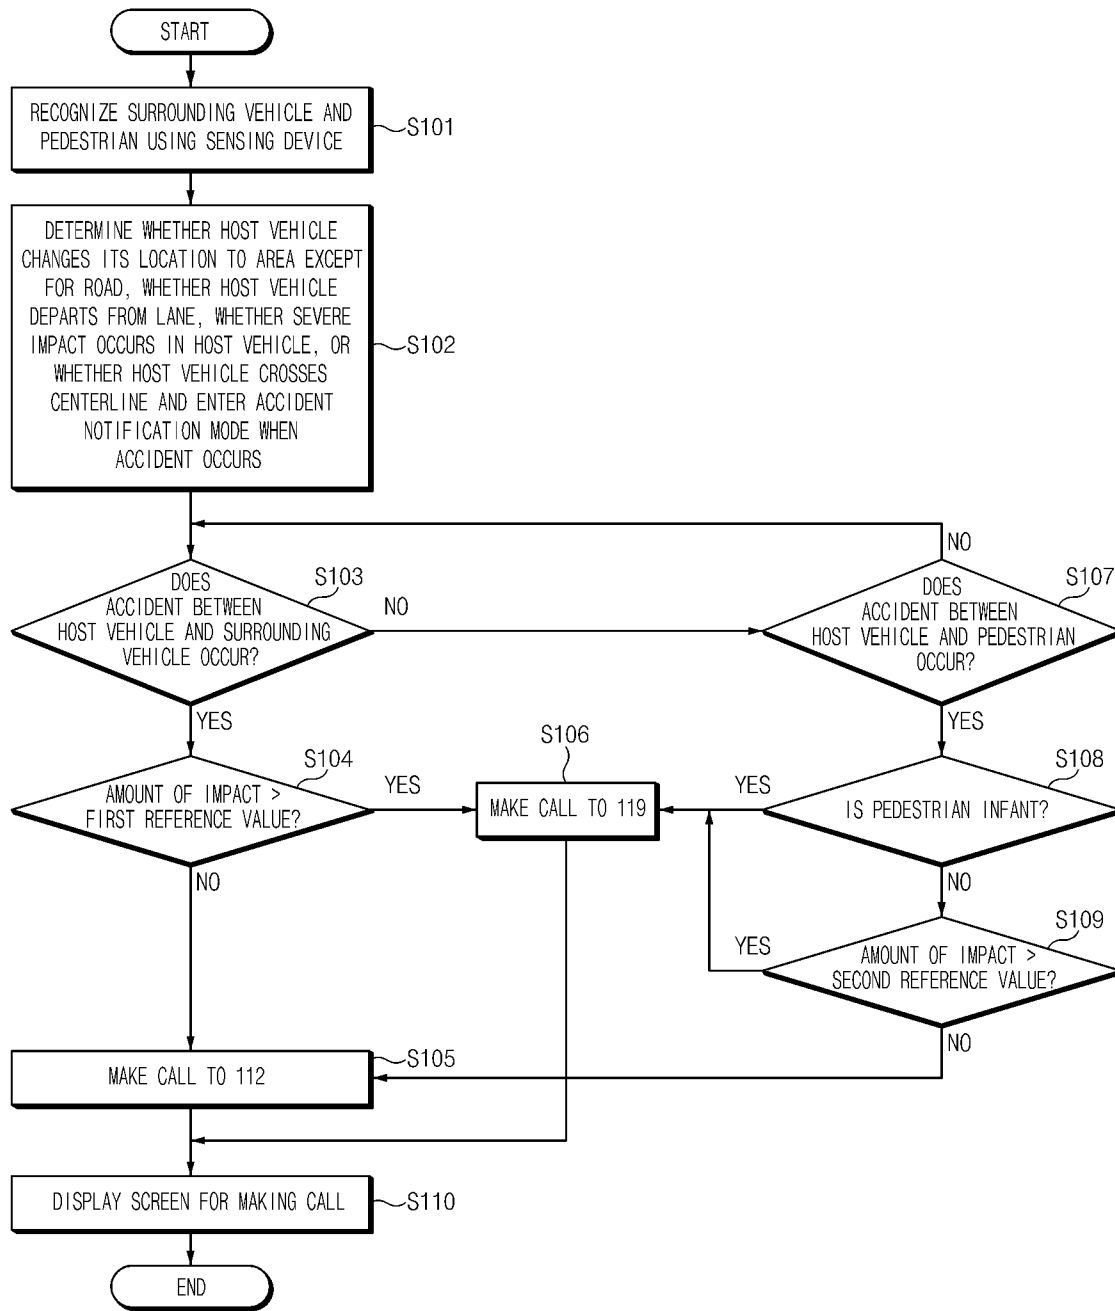 START
RECOGNIZE SURROUNDING VEHICLE AND
PEDESTRIAN USING SENSING DEVICE
S101
DETERMINE WHETHER HOST VEHICLE
CHANGES ITS LOCATION TO AREA EXCEPT
FOR ROAD, WHETHER HOST VEHICLE
DEPARTS FROM LANE, WHETHER SEVERE
IMPACT OCCURS IN HOST VEHICLE, OR
WHETHER HOST VEHICLE CROSSES
CENTERLINE AND ENTER ACCIDENT
NOTIFICATION MODE WHEN
ACCIDENT OCCURS
S102
DOES
ACCIDENT BETWEEN
HOST VEHICLE AND SURROUNDING
VEHICLE OCCUR?
S103
NO
YES
NO
DOES
ACCIDENT BETWEEN
HOST VEHICLE AND PEDESTRIAN
OCCUR?
S107
YES
AMOUNT OF IMPACT >
FIRST REFERENCE VALUE?
S104
YES
NO
S106
MAKE CALL TO 119
YES
IS PEDESTRIAN INFANT?
S108
NO
YES
AMOUNT OF IMPACT >
SECOND REFERENCE VALUE?
S109
NO
MAKE CALL TO 112
S105
DISPLAY SCREEN FOR MAKING CALL
S110
END